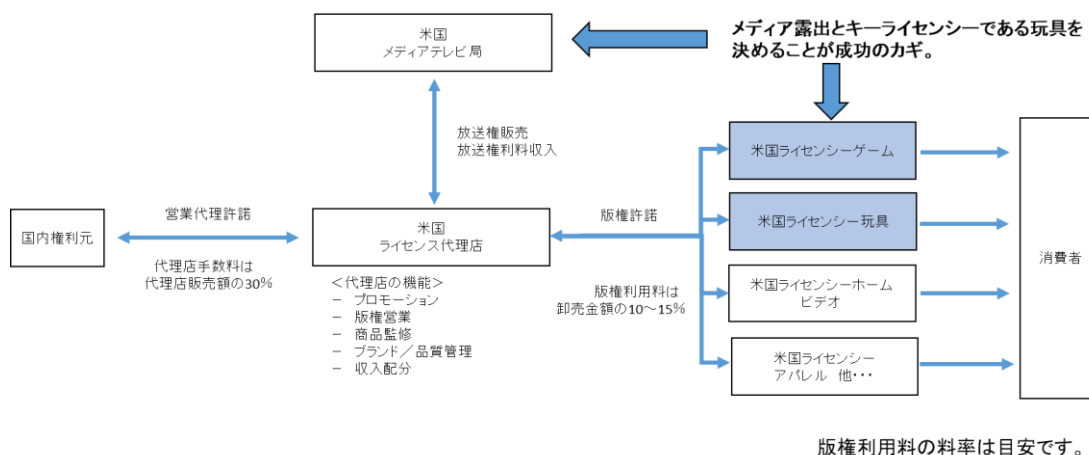 米国
メディアテレビ局
メディア露出とキーライセンシーである玩具を
決めることが成功のカギ。
放送権販売
放送権利料収入
米国ライセンシーゲーム
国内権利元
営業代理許諾
代理店手数料は
代理店販売額の30%
米国
ライセンス代理店
＜代理店の機能＞
－ プロモーション
－ 版権営業
－ 商品監修
－ ブランド／品質管理
－ 収入配分
版権許諾
版権利用料は
卸売金額の10～15%
米国ライセンシー玩具
米国ライセンシーホーム
ビデオ
米国ライセンシー
アパレル 他・・・
消費者
版権利用料の料率は目安です。